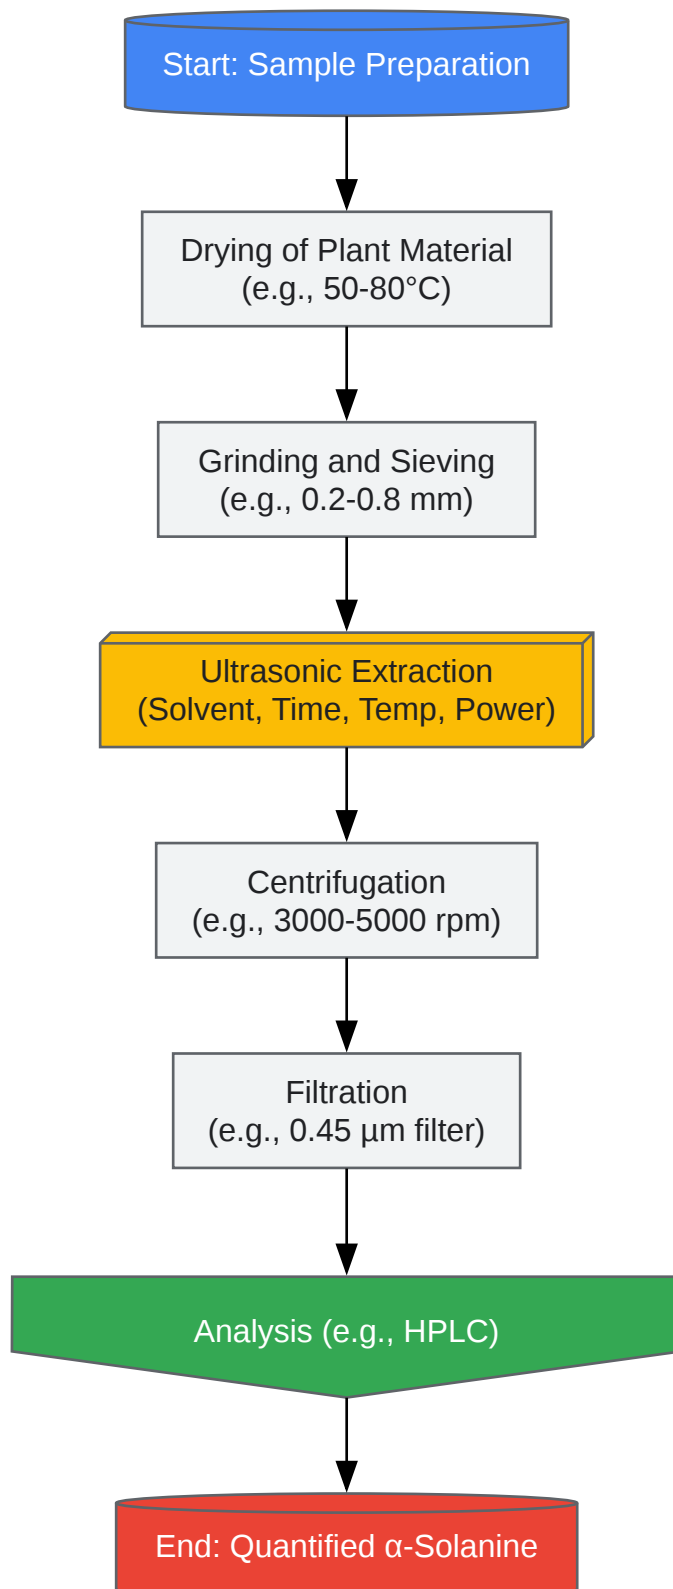 Start: Sample Preparation
Drying of Plant Material
(e.g., 50-80°C)
Grinding and Sieving
(e.g., 0.2-0.8 mm)
Ultrasonic Extraction
(Solvent, Time, Temp, Power)
Centrifugation
(e.g., 3000-5000 rpm)
Filtration
(e.g., 0.45 µm filter)
Analysis (e.g., HPLC)
End: Quantified α-Solanine